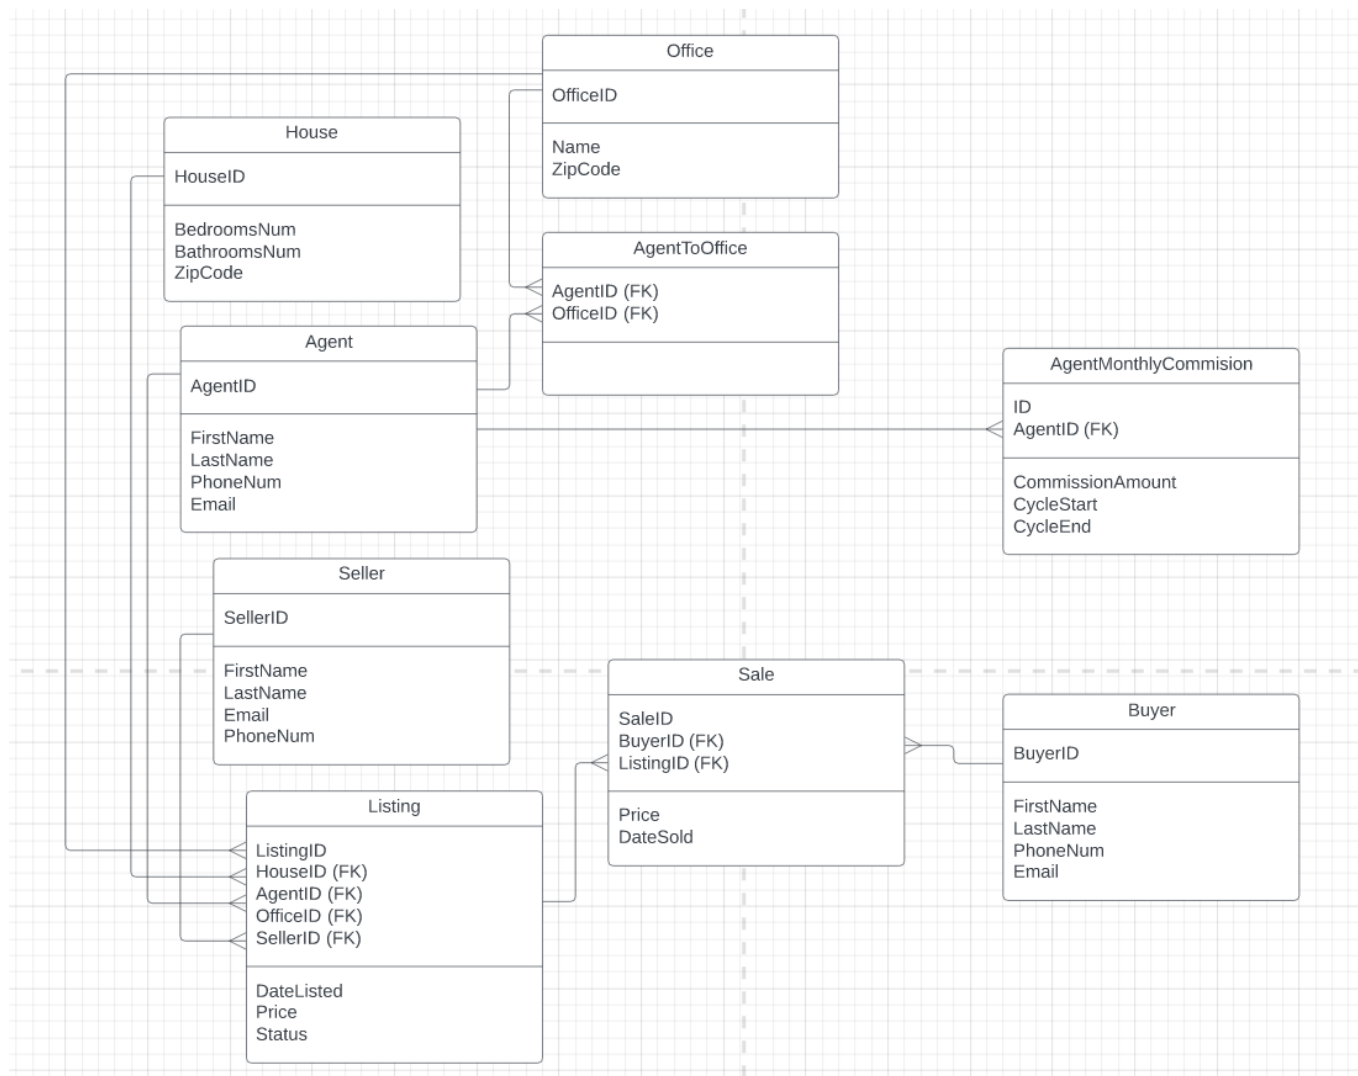 Office
OfficeID
Name
ZipCode
House
HouseID
BedroomsNum
BathroomsNum
ZipCode
AgentToOffice
AgentID (FK)
OfficeID (FK)
Agent
AgentID
FirstName
LastName
PhoneNum
Email
AgentMonthlyCommision
ID
AgentID (FK)
CommissionAmount
CycleStart
CycleEnd
Seller
SellerID
FirstName
LastName
Email
PhoneNum
Sale
SaleID
BuyerID (FK)
ListingID (FK)
Price
DateSold
Buyer
BuyerID
FirstName
LastName
PhoneNum
Email
Listing
ListingID
HouseID (FK)
AgentID (FK)
OfficeID (FK)
SellerID (FK)
DateListed
Price
Status